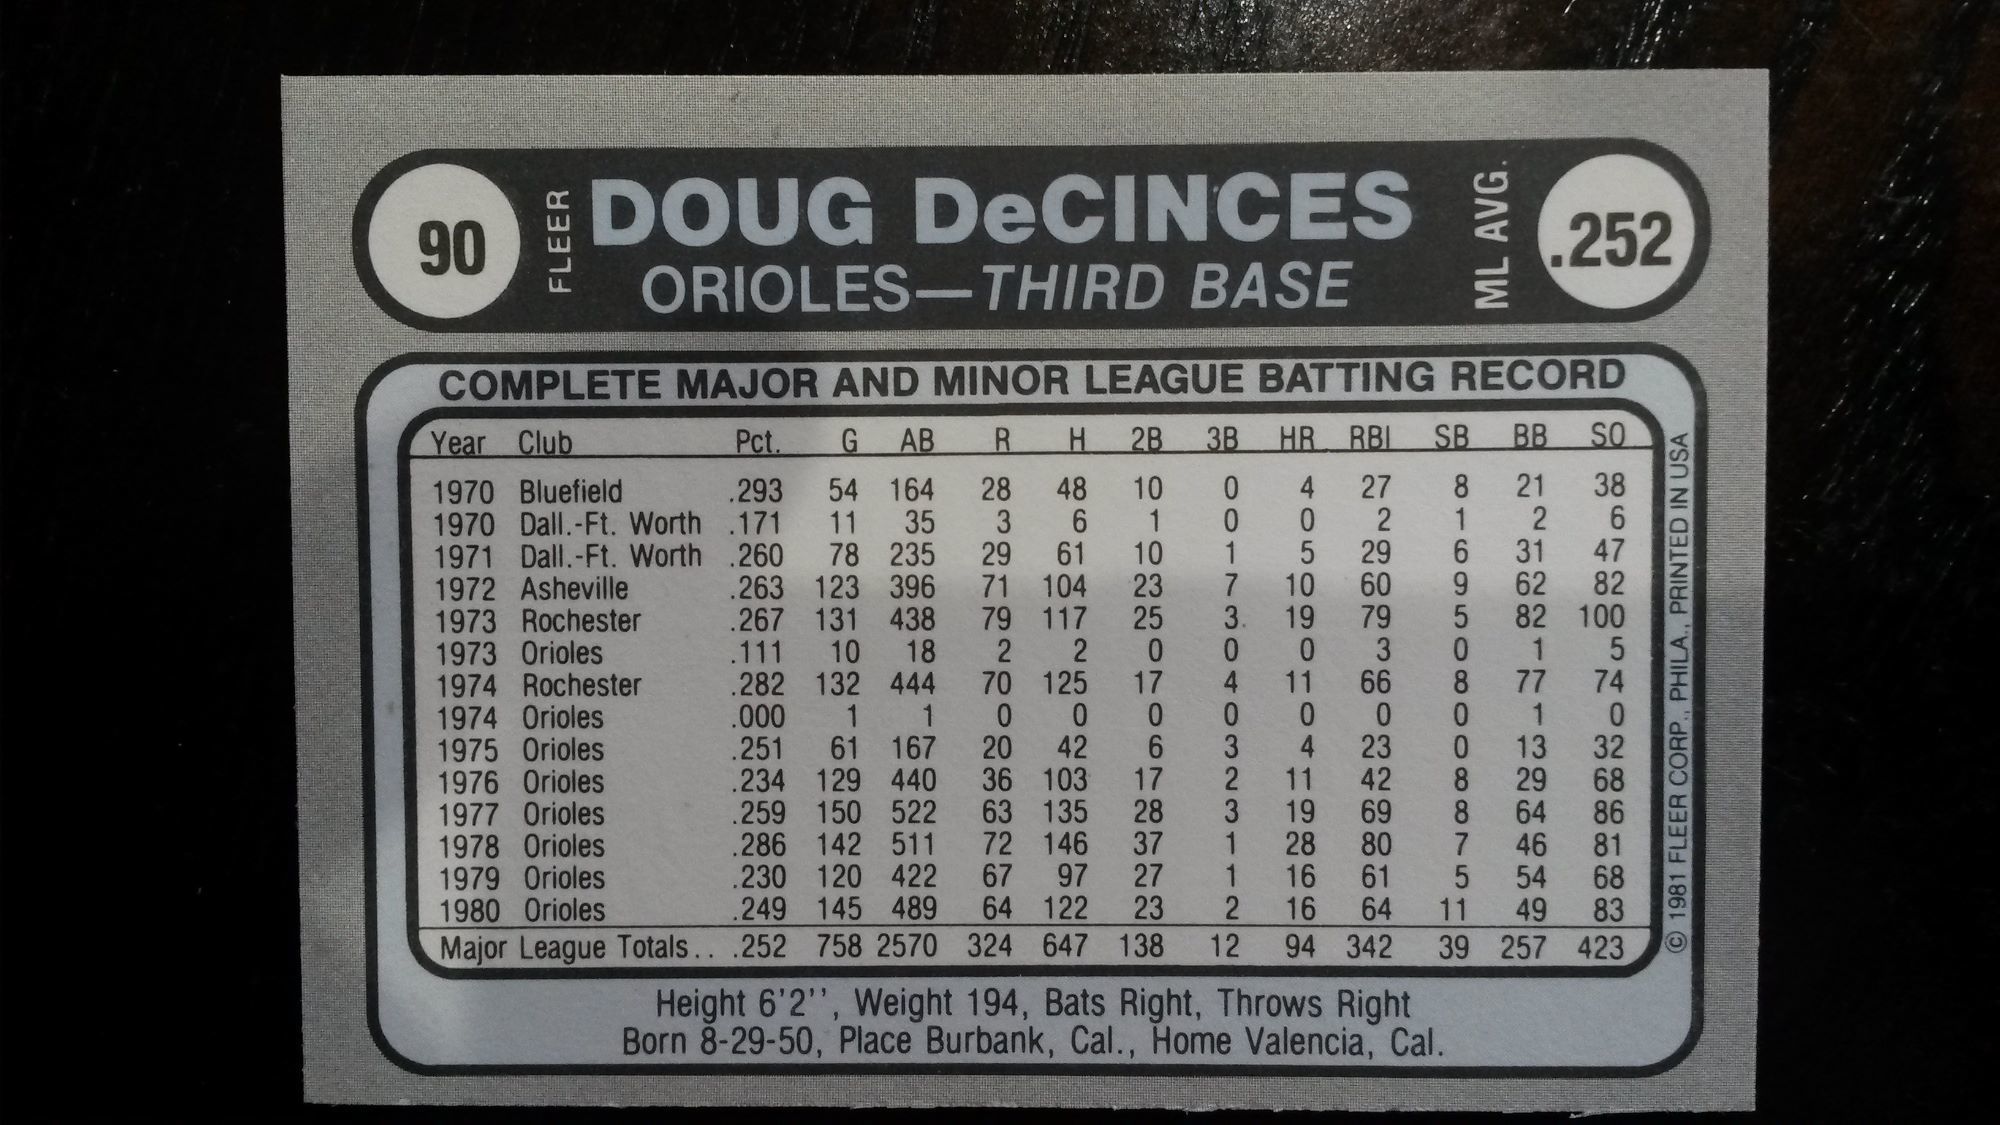 90 FLEER DOUG DeCINCES ML AVG. .252
ORIOLES—THIRD BASE
COMPLETE MAJOR AND MINOR LEAGUE BATTING RECORD
Year Club Pct. G AB R H 2B 3B HR RBI SB BB SO
1970 Bluefield .293 54 164 28 48 10 0 4 27 8 21 38
1970 Dall.-Ft. Worth .171 11 35 3 6 1 0 0 2 1 2 6
1971 Dall.-Ft. Worth .260 78 235 29 61 10 1 5 29 6 31 47
1972 Asheville .263 123 396 71 104 23 7 10 60 9 62 82
1973 Rochester .267 131 438 79 117 25 3 19 79 5 82 100
1973 Orioles .111 10 18 2 2 0 0 0 3 0 1 5
1974 Rochester .282 132 444 70 125 17 4 11 66 8 77 74
1974 Orioles .000 1 1 0 0 0 0 0 0 0 1 0
1975 Orioles .251 61 167 20 42 6 3 4 23 0 13 32
1976 Orioles .234 129 440 36 103 17 2 11 42 8 29 68
1977 Orioles .259 150 522 63 135 28 3 19 69 8 64 86
1978 Orioles .286 142 511 72 146 37 1 28 80 7 46 81
1979 Orioles .230 120 422 67 97 27 1 16 61 5 54 68
1980 Orioles .249 145 489 64 122 23 2 16 64 11 49 83
Major League Totals.. .252 758 2570 324 647 138 12 94 342 39 257 423
Height 6'2'', Weight 194, Bats Right, Throws Right
Born 8-29-50, Place Burbank, Cal., Home Valencia, Cal.
© 1981 FLEER CORP., PHILA., PRINTED IN USA